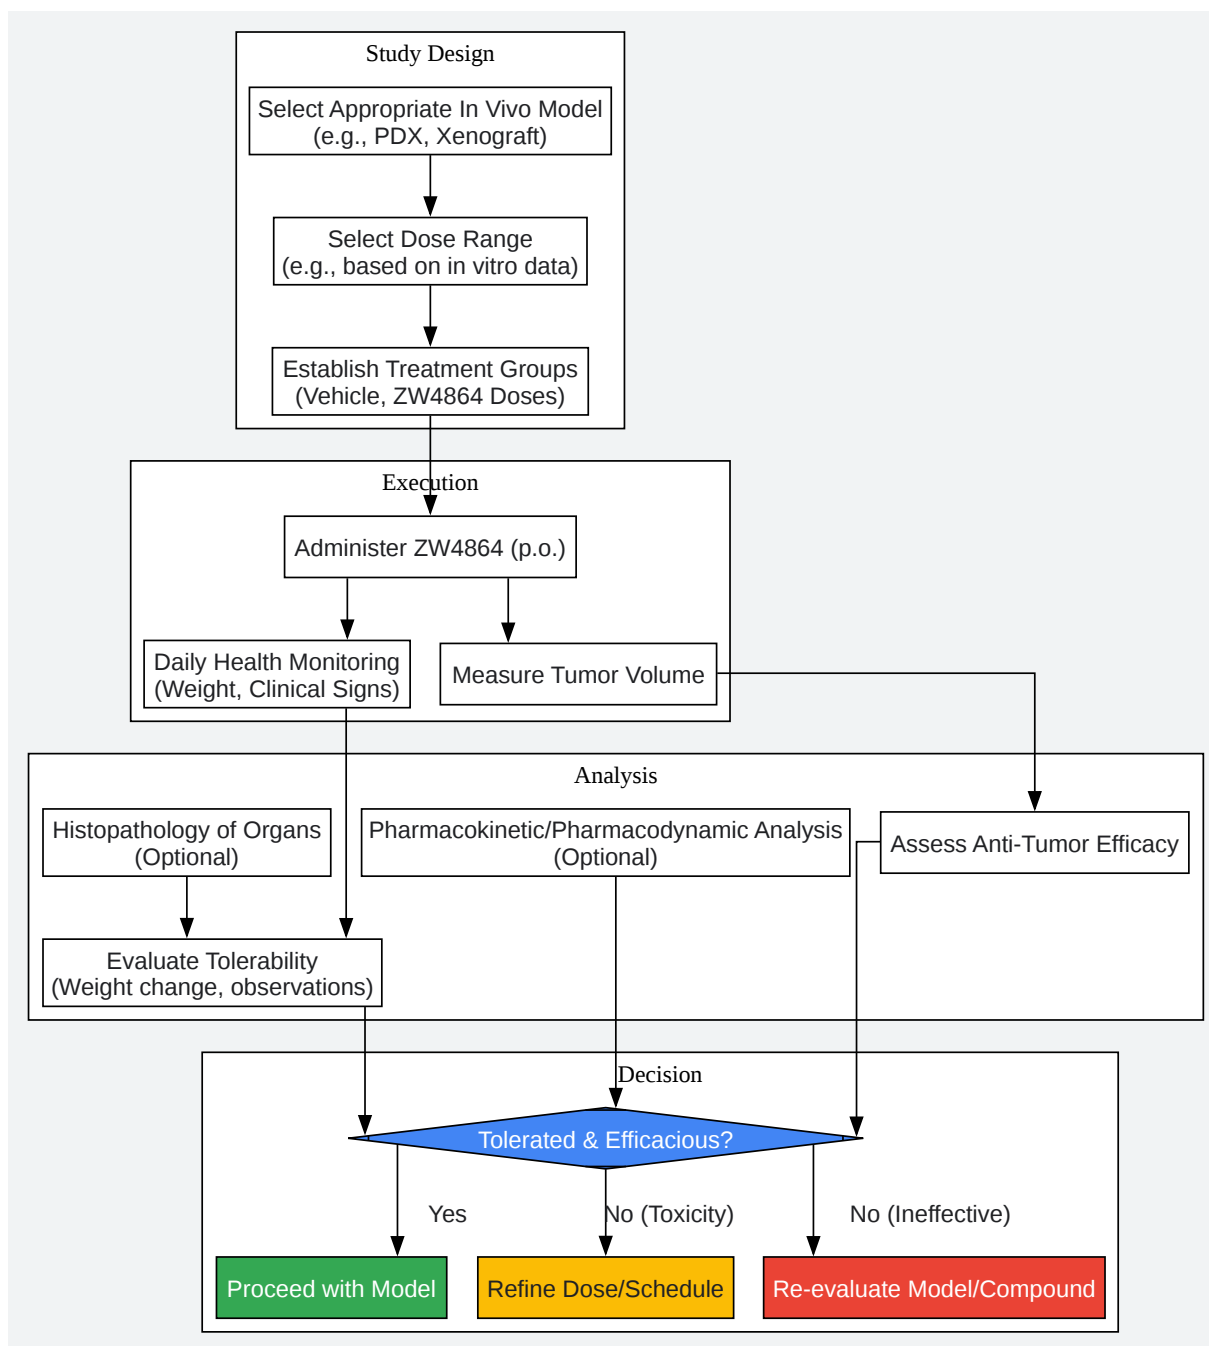 Study Design
Select Appropriate In Vivo Model
(e.g., PDX, Xenograft)
Select Dose Range
(e.g., based on in vitro data)
Establish Treatment Groups
(Vehicle, ZW4864 Doses)
Execution
Administer ZW4864 (p.o.)
Daily Health Monitoring
(Weight, Clinical Signs)
Measure Tumor Volume
Analysis
Histopathology of Organs
(Optional)
Pharmacokinetic/Pharmacodynamic Analysis
(Optional)
Assess Anti-Tumor Efficacy
Evaluate Tolerability
(Weight change, observations)
Decision
Tolerated & Efficacious?
Yes
No (Toxicity)
No (Ineffective)
Proceed with Model
Refine Dose/Schedule
Re-evaluate Model/Compound